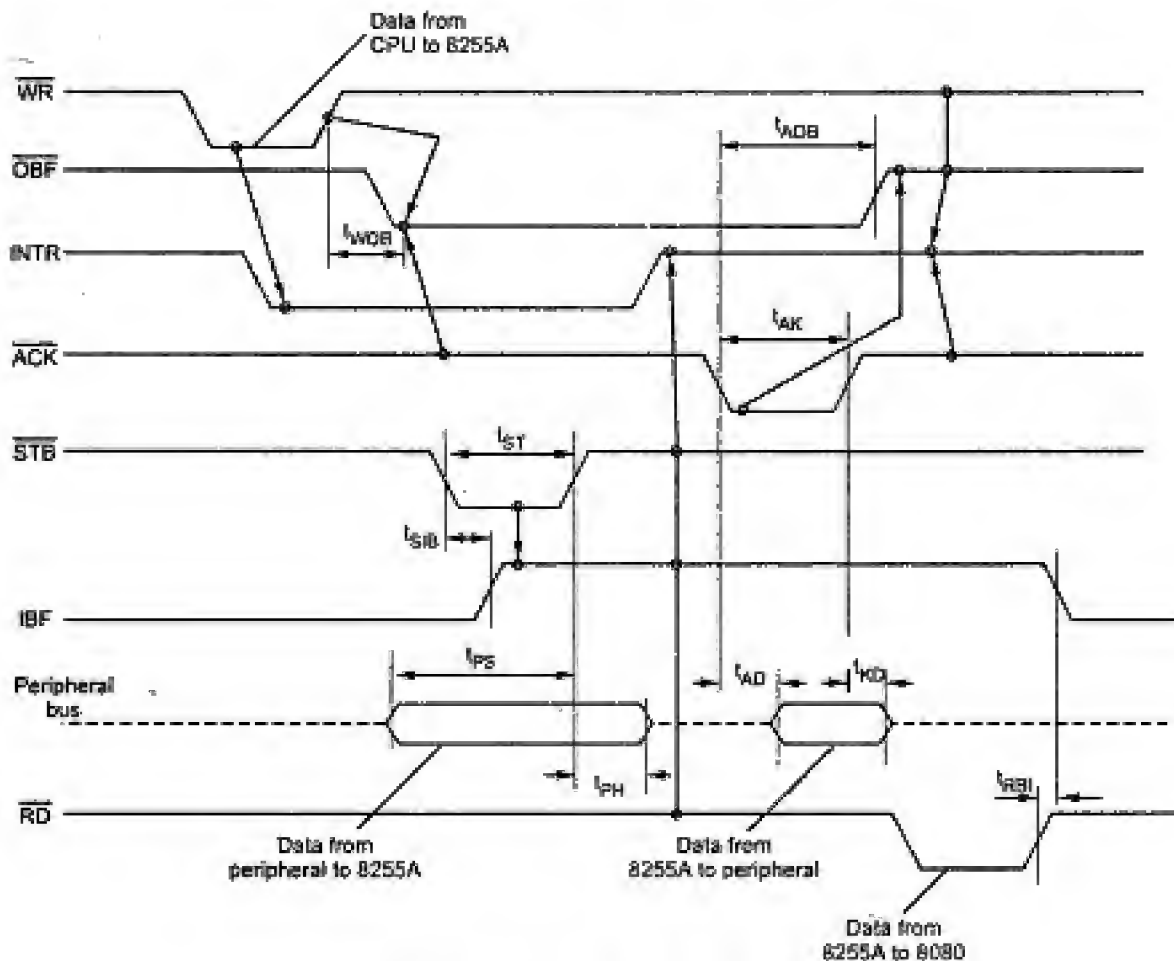 Data from
CPU to 8255A
WR
tAOB
OBF
tWOB
INTR
tAK
ACK
tST
STB
tSIB
IBF
tPS
tAD
tKD
Peripheral
bus
tPH
tRBI
RD
Data from
peripheral to 8255A
Data from
8255A to peripheral
Data from
8255A to 8080